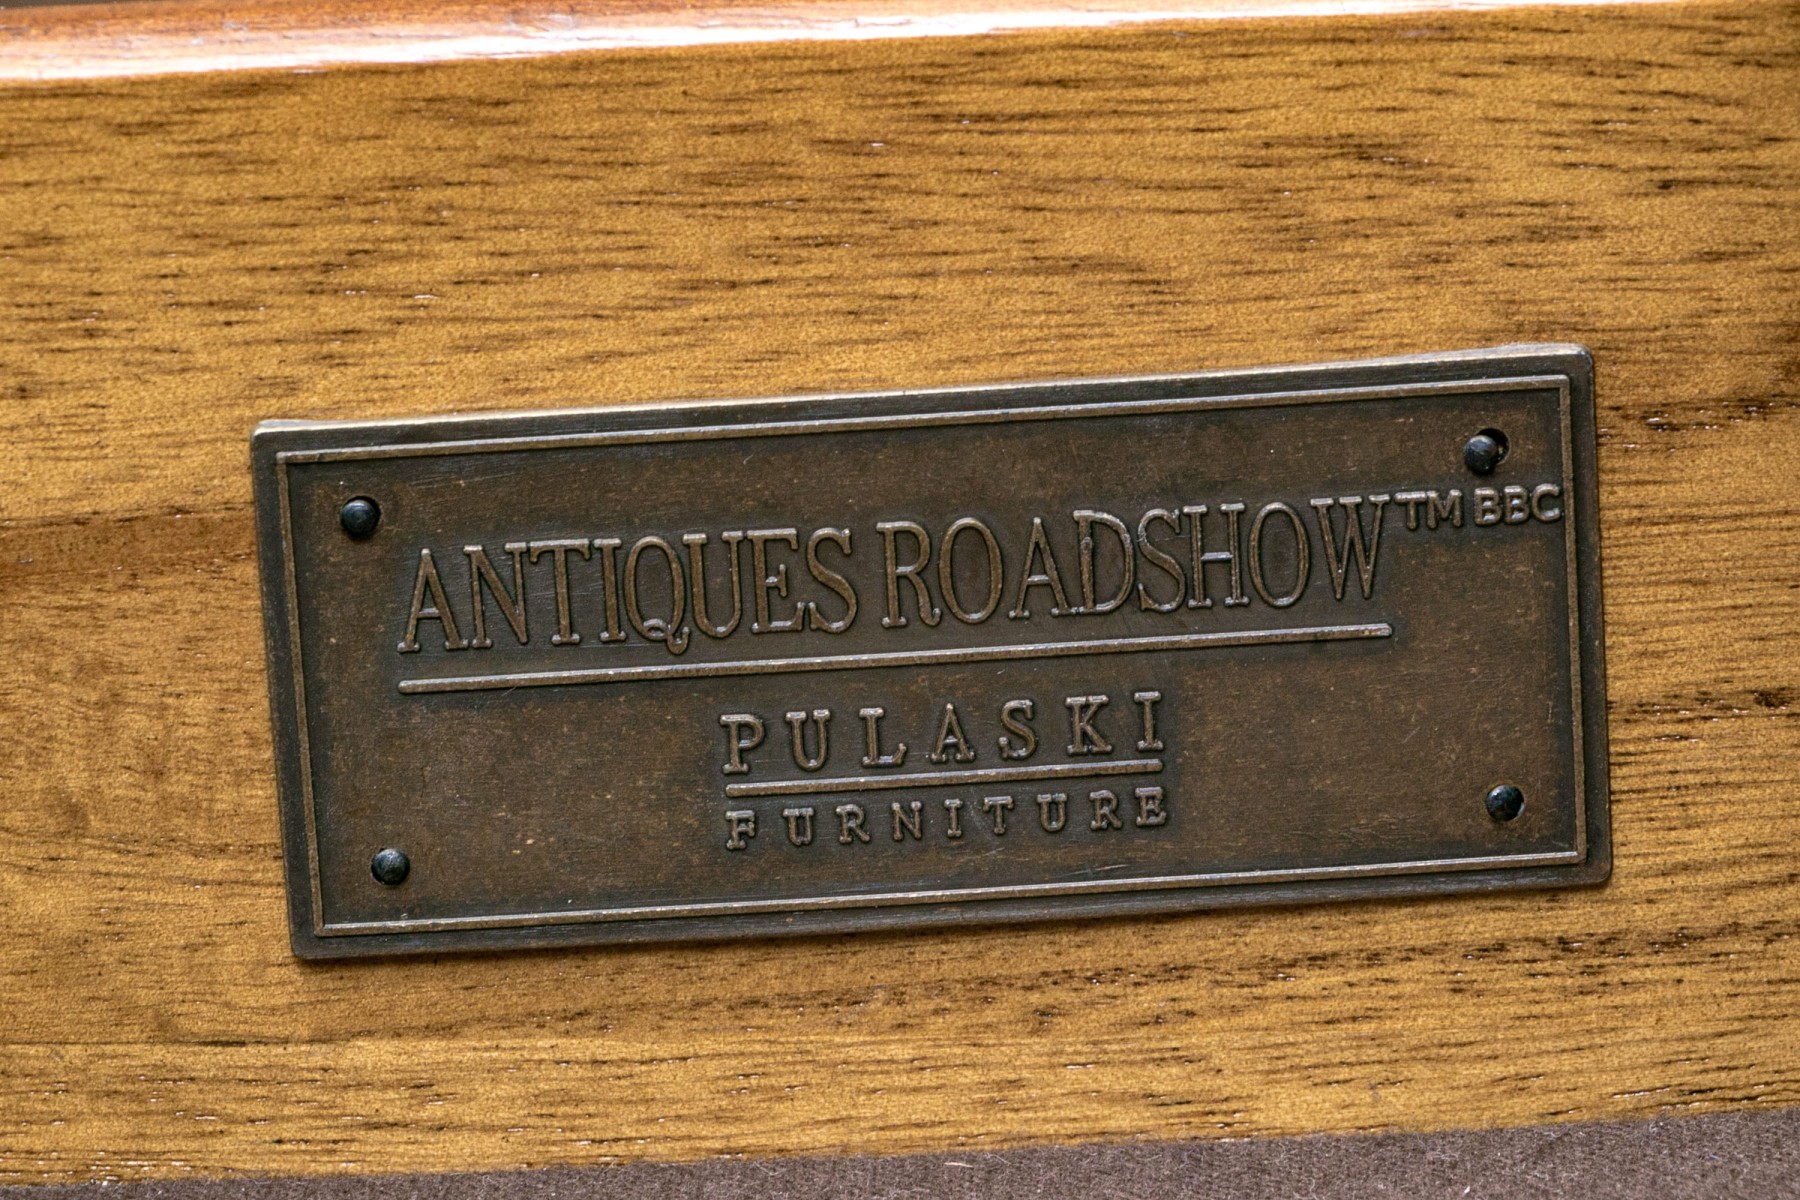 ANTIQUES ROADSHOW™ BBC
PULASKI
FURNITURE